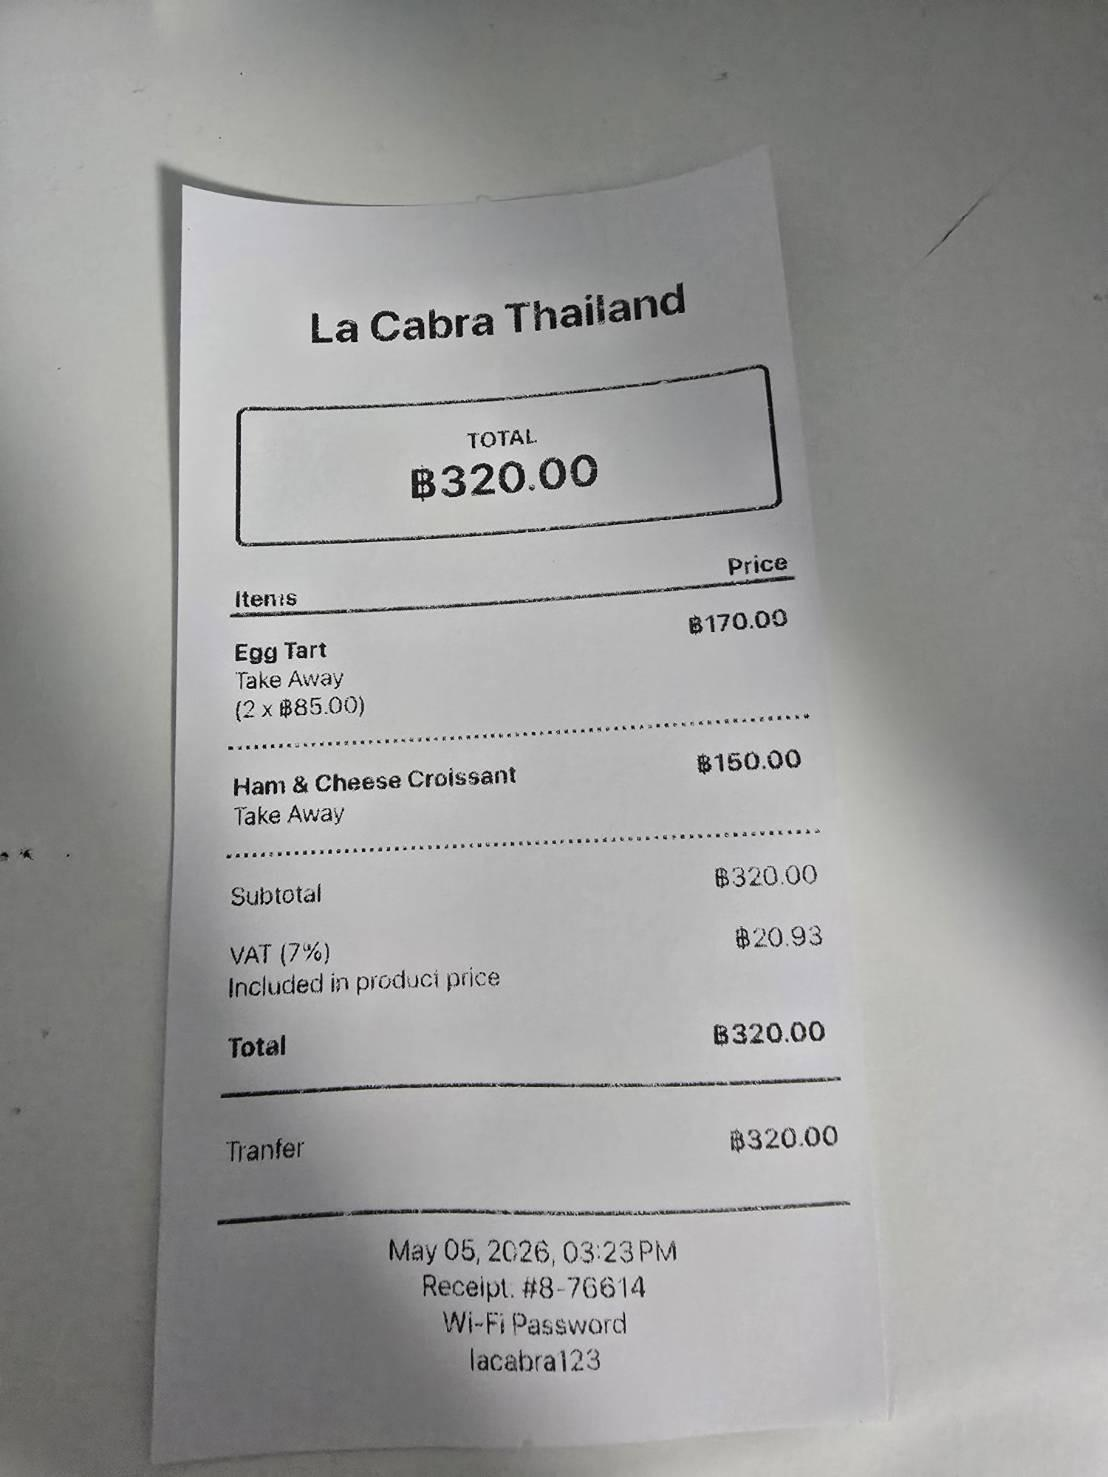 La Cabra Thailand
TOTAL
฿320.00
Items Price
Egg Tart ฿170.00
Take Away
(2 x ฿85.00)
Ham & Cheese Croissant ฿150.00
Take Away
Subtotal ฿320.00
VAT (7%) ฿20.93
Included in product price
Total ฿320.00
Tranfer ฿320.00
May 05, 2026, 03:23 PM
Receipt: #8-76614
Wi-Fi Password
lacabra123